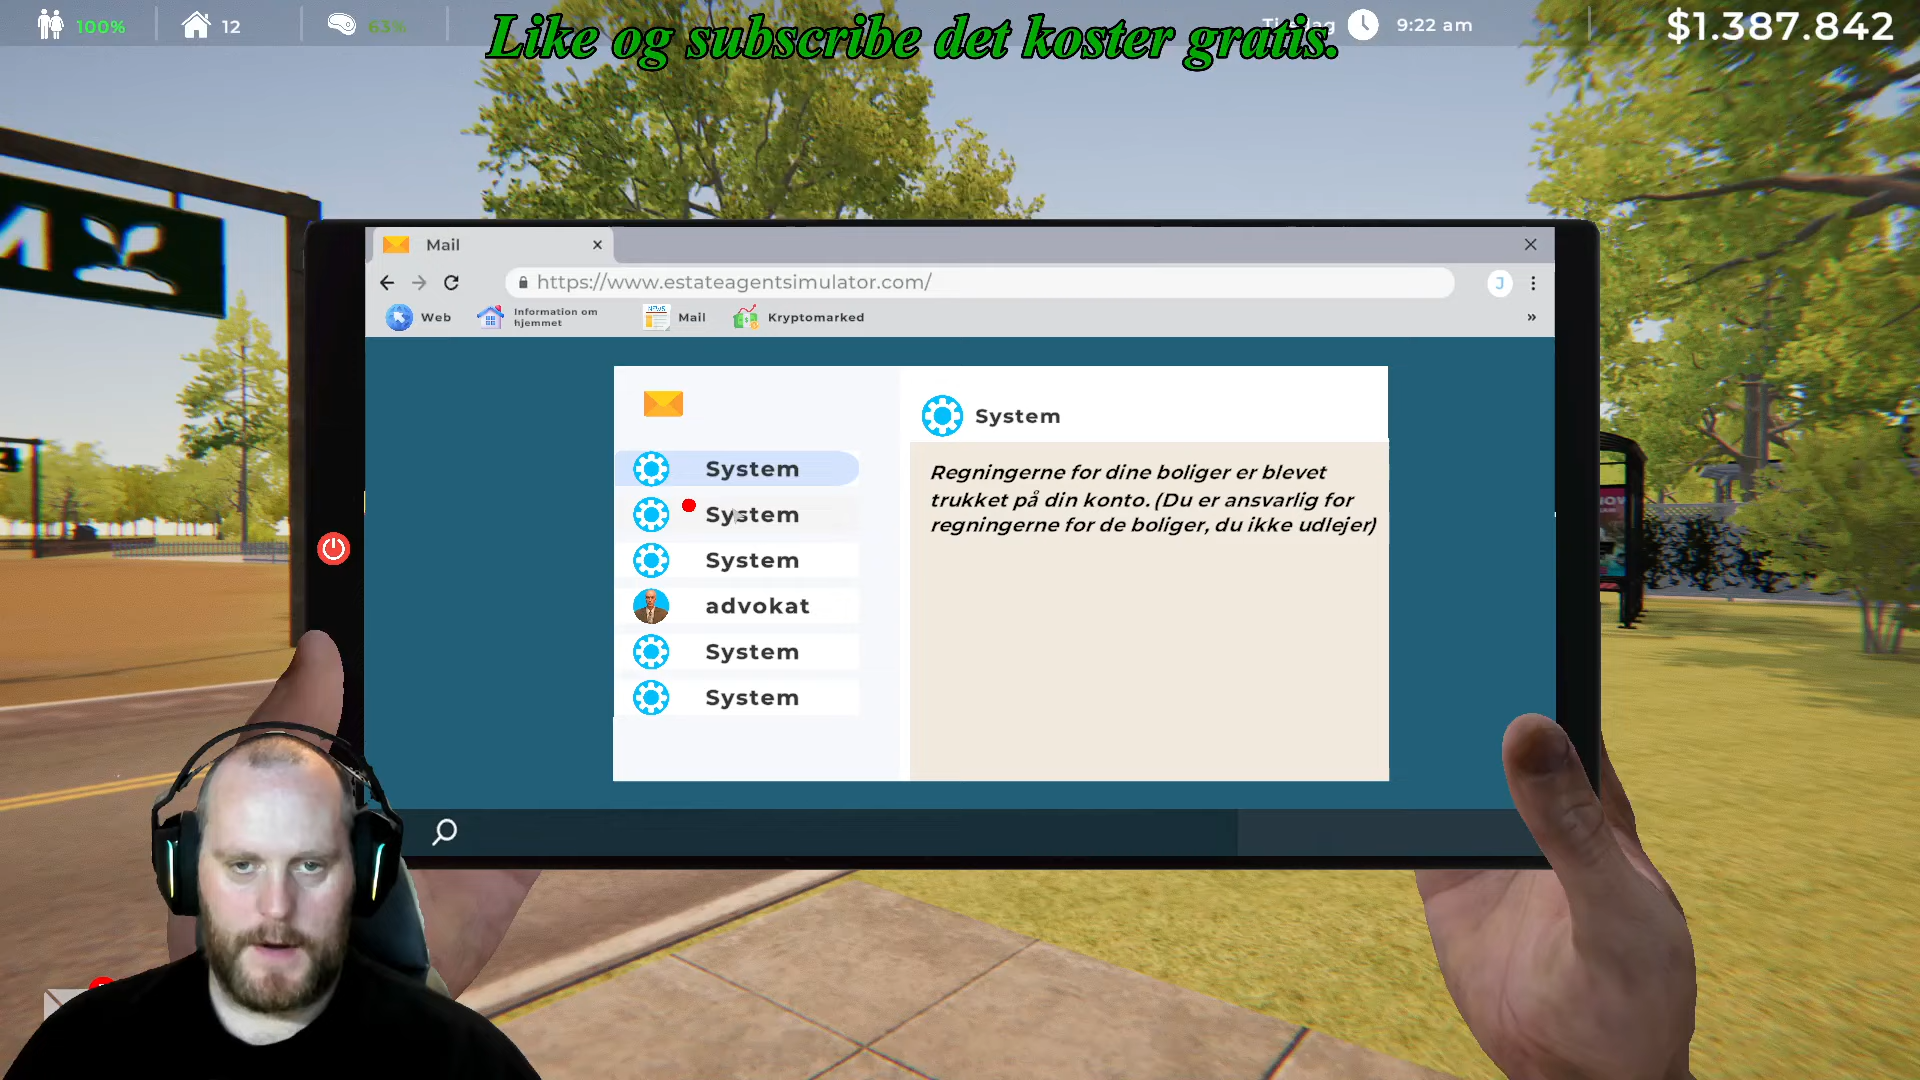 100%
12
63%
Like og subscribe det koster gratis.
9:22 am
$1.387.842
Mail
https://www.estateagentsimulator.com/
J
Web
Information om
hjemmet
Mail
Kryptomarked
»
System
System
System
advokat
System
System
System
Regningerne for dine boliger er blevet
trukket på din konto. (Du er ansvarlig for
regningerne for de boliger, du ikke udlejer)